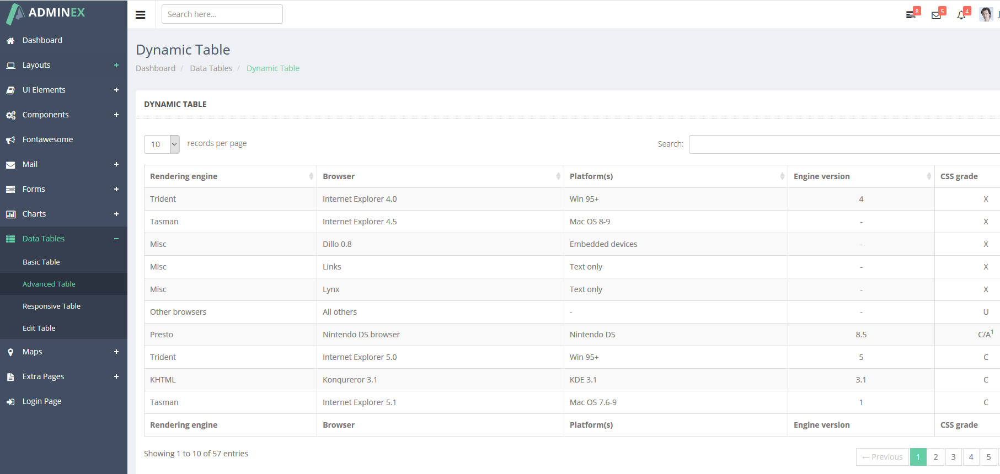 ADMINEX
Search here...
8
5
4
J
Dashboard
Layouts
UI Elements
Components
Fontawesome
Mail
Forms
Charts
Data Tables
Basic Table
Advanced Table
Responsive Table
Edit Table
Maps
Extra Pages
Login Page
Dynamic Table
Dashboard / Data Tables / Dynamic Table
DYNAMIC TABLE
10 records per page Search:
Rendering engine Browser Platform(s) Engine version CSS grade
Trident Internet Explorer 4.0 Win 95+ 4 X
Tasman Internet Explorer 4.5 Mac OS 8-9 - X
Misc Dillo 0.8 Embedded devices - X
Misc Links Text only - X
Misc Lynx Text only - X
Other browsers All others - - U
Presto Nintendo DS browser Nintendo DS 8.5 C/A1
Trident Internet Explorer 5.0 Win 95+ 5 C
KHTML Konqureror 3.1 KDE 3.1 3.1 C
Tasman Internet Explorer 5.1 Mac OS 7.6-9 1 C
Rendering engine Browser Platform(s) Engine version CSS grade
Showing 1 to 10 of 57 entries
← Previous 1 2 3 4 5